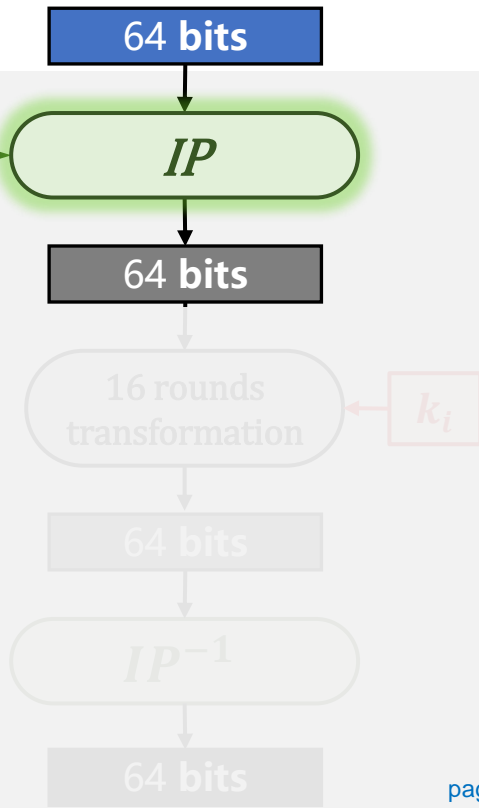 64 bits
IP
64 bits
16 rounds
transformation
k_i
64 bits
IP^{-1}
64 bits
pag